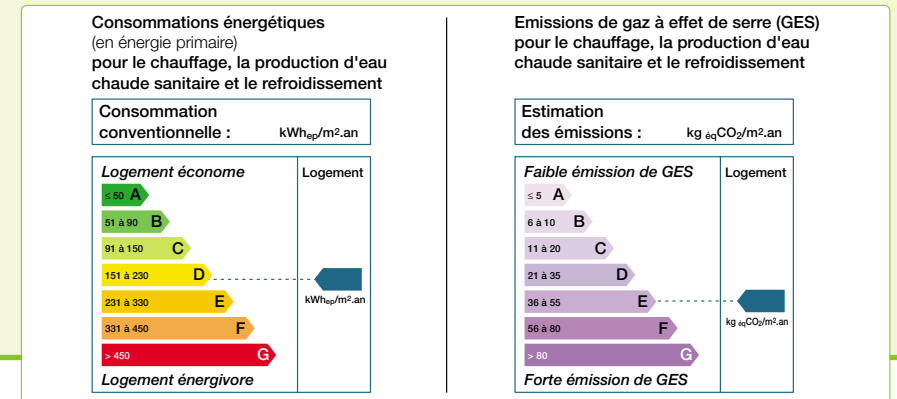 Consommations énergétiques
(en énergie primaire)
pour le chauffage, la production d'eau
chaude sanitaire et le refroidissement
Consommation
conventionnelle : kWhep/m².an
Logement économe Logement
≤ 50 A
51 à 90 B
91 à 150 C
151 à 230 D
231 à 330 E
kWhep/m².an
331 à 450 F
> 450 G
Logement énergivore
Emissions de gaz à effet de serre (GES)
pour le chauffage, la production d'eau
chaude sanitaire et le refroidissement
Estimation
des émissions : kg éqCO₂/m².an
Faible émission de GES Logement
≤ 5 A
6 à 10 B
11 à 20 C
21 à 35 D
36 à 55 E
kg éqCO₂/m².an
56 à 80 F
> 80 G
Forte émission de GES